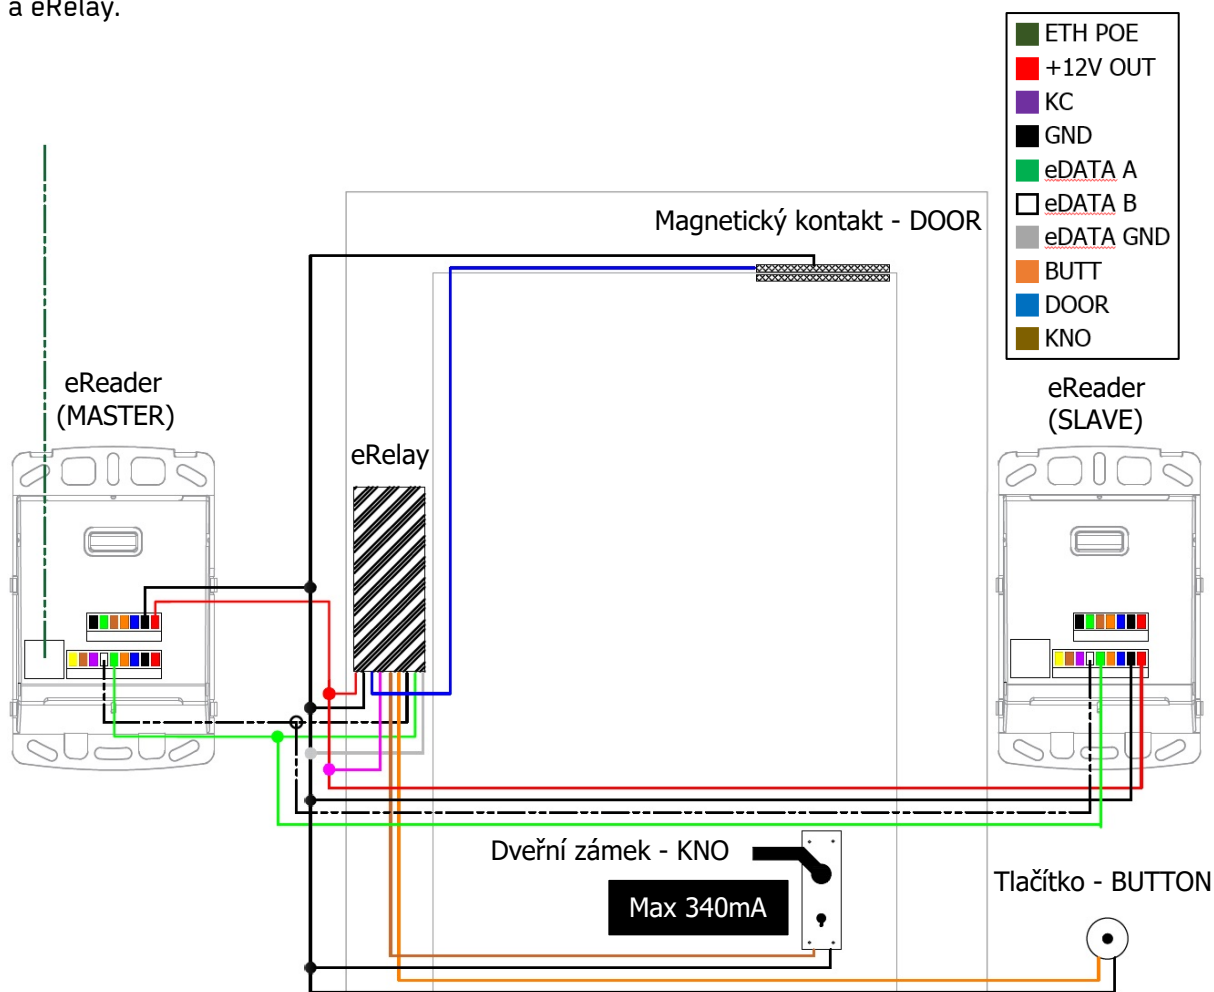 a eRelay.
ETH POE
+12V OUT
KC
GND
eDATA A
eDATA B
eDATA GND
BUTT
DOOR
KNO
Magnetický kontakt - DOOR
eReader
(MASTER)
eReader
(SLAVE)
eRelay
Dveřní zámek - KNO
Max 340mA
Tlačítko - BUTTON